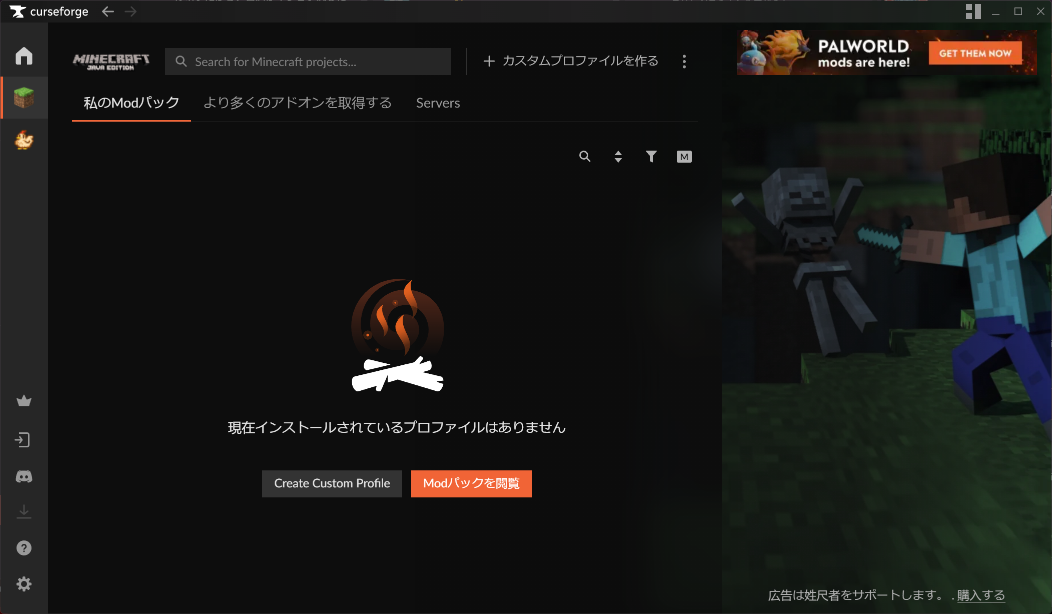 curseforge
MINECRAFT
JAVA EDITION
Search for Minecraft projects...
カスタムプロファイルを作る
PALWORLD
mods are here!
GET THEM NOW
私のModパック
より多くのアドオンを取得する
Servers
M
現在インストールされているプロファイルはありません
Create Custom Profile
Modパックを閲覧
広告は姓尺者をサポートします。 . 購入する